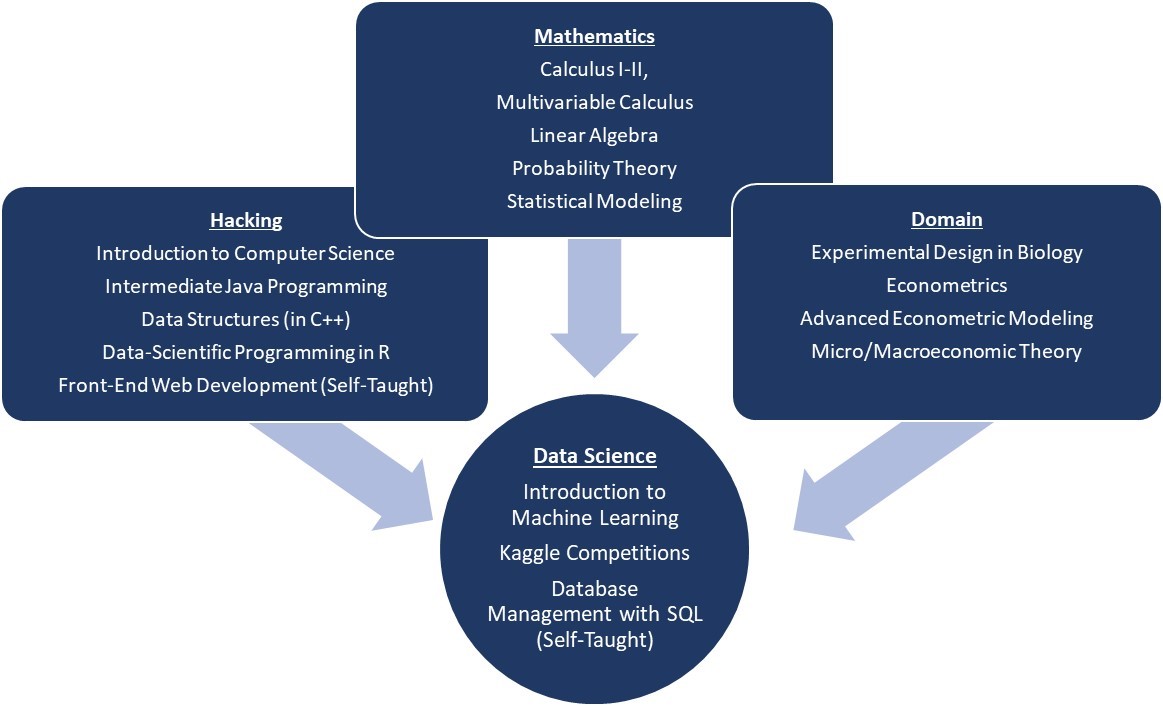 Mathematics
Calculus I-II,
Multivariable Calculus
Linear Algebra
Probability Theory
Statistical Modeling
Hacking
Introduction to Computer Science
Intermediate Java Programming
Data Structures (in C++)
Data-Scientific Programming in R
Front-End Web Development (Self-Taught)
Domain
Experimental Design in Biology
Econometrics
Advanced Econometric Modeling
Micro/Macroeconomic Theory
Data Science
Introduction to
Machine Learning
Kaggle Competitions
Database
Management with SQL
(Self-Taught)